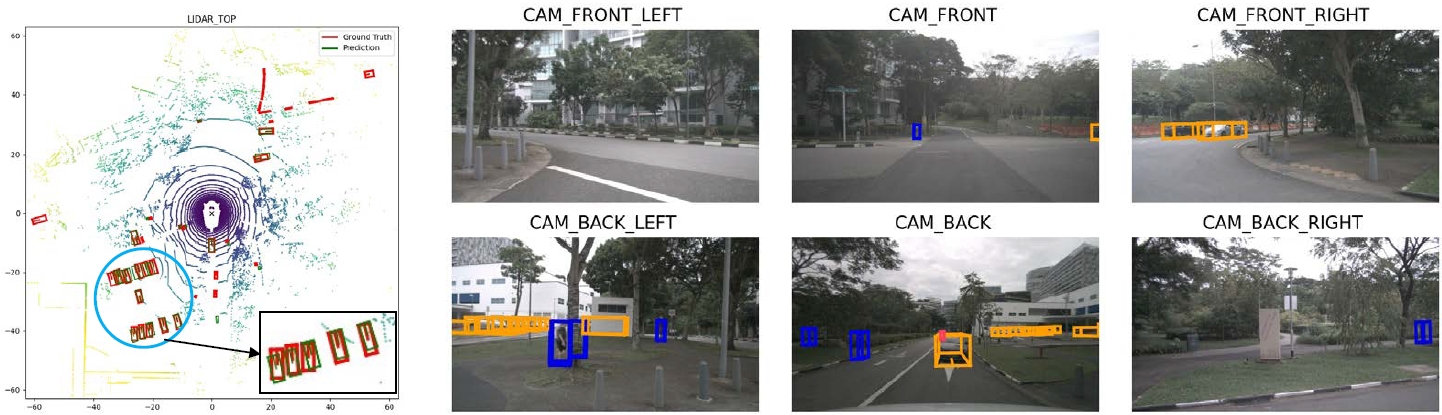 LIDAR_TOP
Ground Truth
Prediction
60
40
20
0
−20
−40
−60
−60
−40
−20
0
20
40
60
CAM_FRONT_LEFT
CAM_FRONT
CAM_FRONT_RIGHT
CAM_BACK_LEFT
CAM_BACK
CAM_BACK_RIGHT